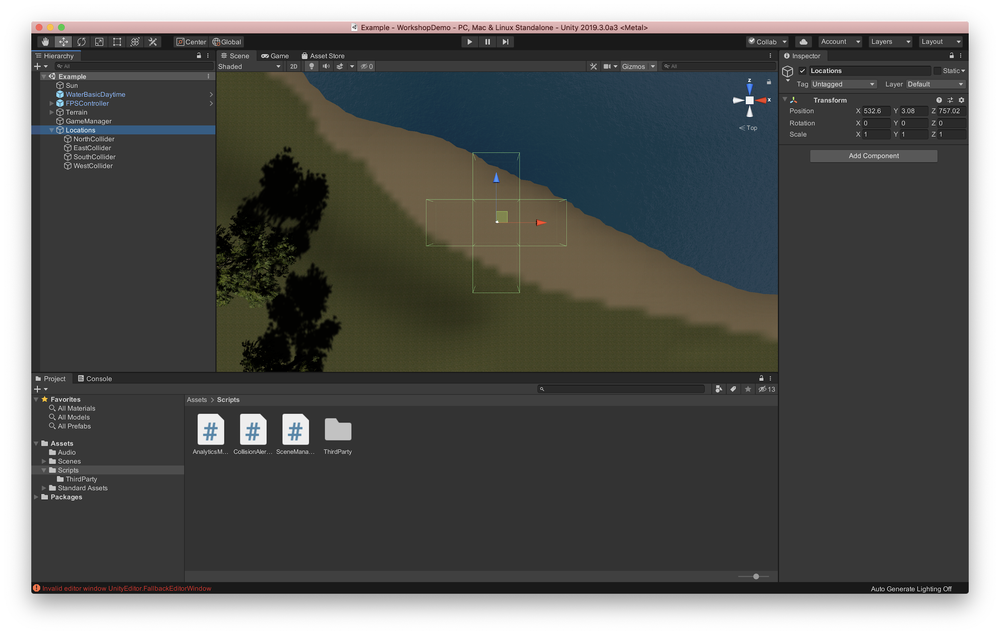 Example - WorkshopDemo - PC, Mac & Linux Standalone - Unity 2019.3.0a3 <Metal>
Center Global Collab Account Layers Layout
Hierarchy
All
Example
Sun
WaterBasicDaytime
FPSController
Terrain
GameManager
Locations
NorthCollider
EastCollider
SouthCollider
WestCollider
Scene Game Asset Store
Shaded 2D 0 Gizmos All
z
x
Top
Inspector
Locations Static
Tag Untagged Layer Default
Transform
Position X 532.6 Y 3.08 Z 757.02
Rotation X 0 Y 0 Z 0
Scale X 1 Y 1 Z 1
Add Component
Project Console
13
Favorites
All Materials
All Models
All Prefabs
Assets
Audio
Scenes
Scripts
ThirdParty
Standard Assets
Packages
Assets > Scripts
# # #
AnalyticsM... CollisionAler... SceneMana... ThirdParty
Invalid editor window UnityEditor.FallbackEditorWindow
Auto Generate Lighting Off